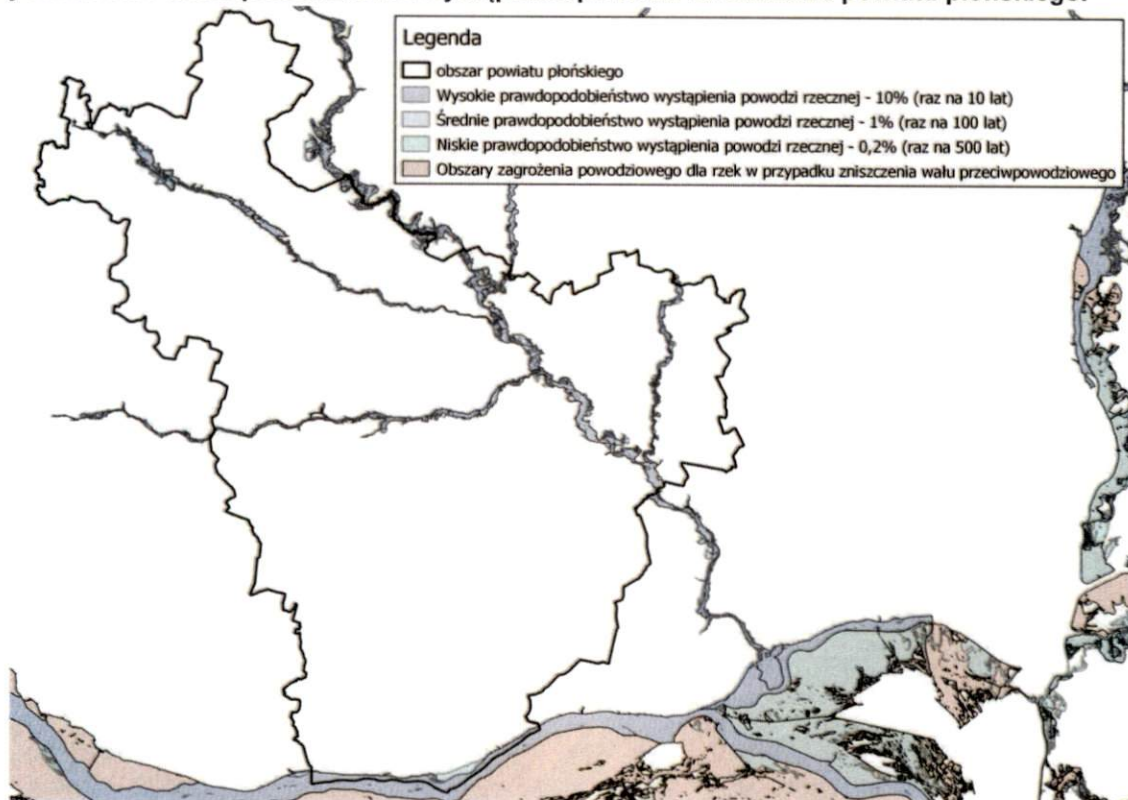 powiatu płońskiego.
Legenda
obszar powiatu płońskiego
Wysokie prawdopodobieństwo wystąpienia powodzi rzecznej - 10% (raz na 10 lat)
Średnie prawdopodobieństwo wystąpienia powodzi rzecznej - 1% (raz na 100 lat)
Niskie prawdopodobieństwo wystąpienia powodzi rzecznej - 0,2% (raz na 500 lat)
Obszary zagrożenia powodziowego dla rzek w przypadku zniszczenia wału przeciwpowodziowego